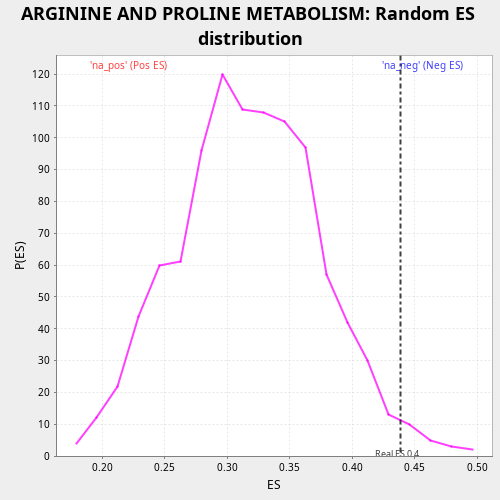 ARGININE AND PROLINE METABOLISM: Random ES
distribution
'na_pos' (Pos ES)
'na_neg' (Neg ES)
120
110
100
90
80
70
60
50
40
30
20
10
0
P(ES)
Real ES 0.4
0.20
0.25
0.30
0.35
0.40
0.45
0.50
ES